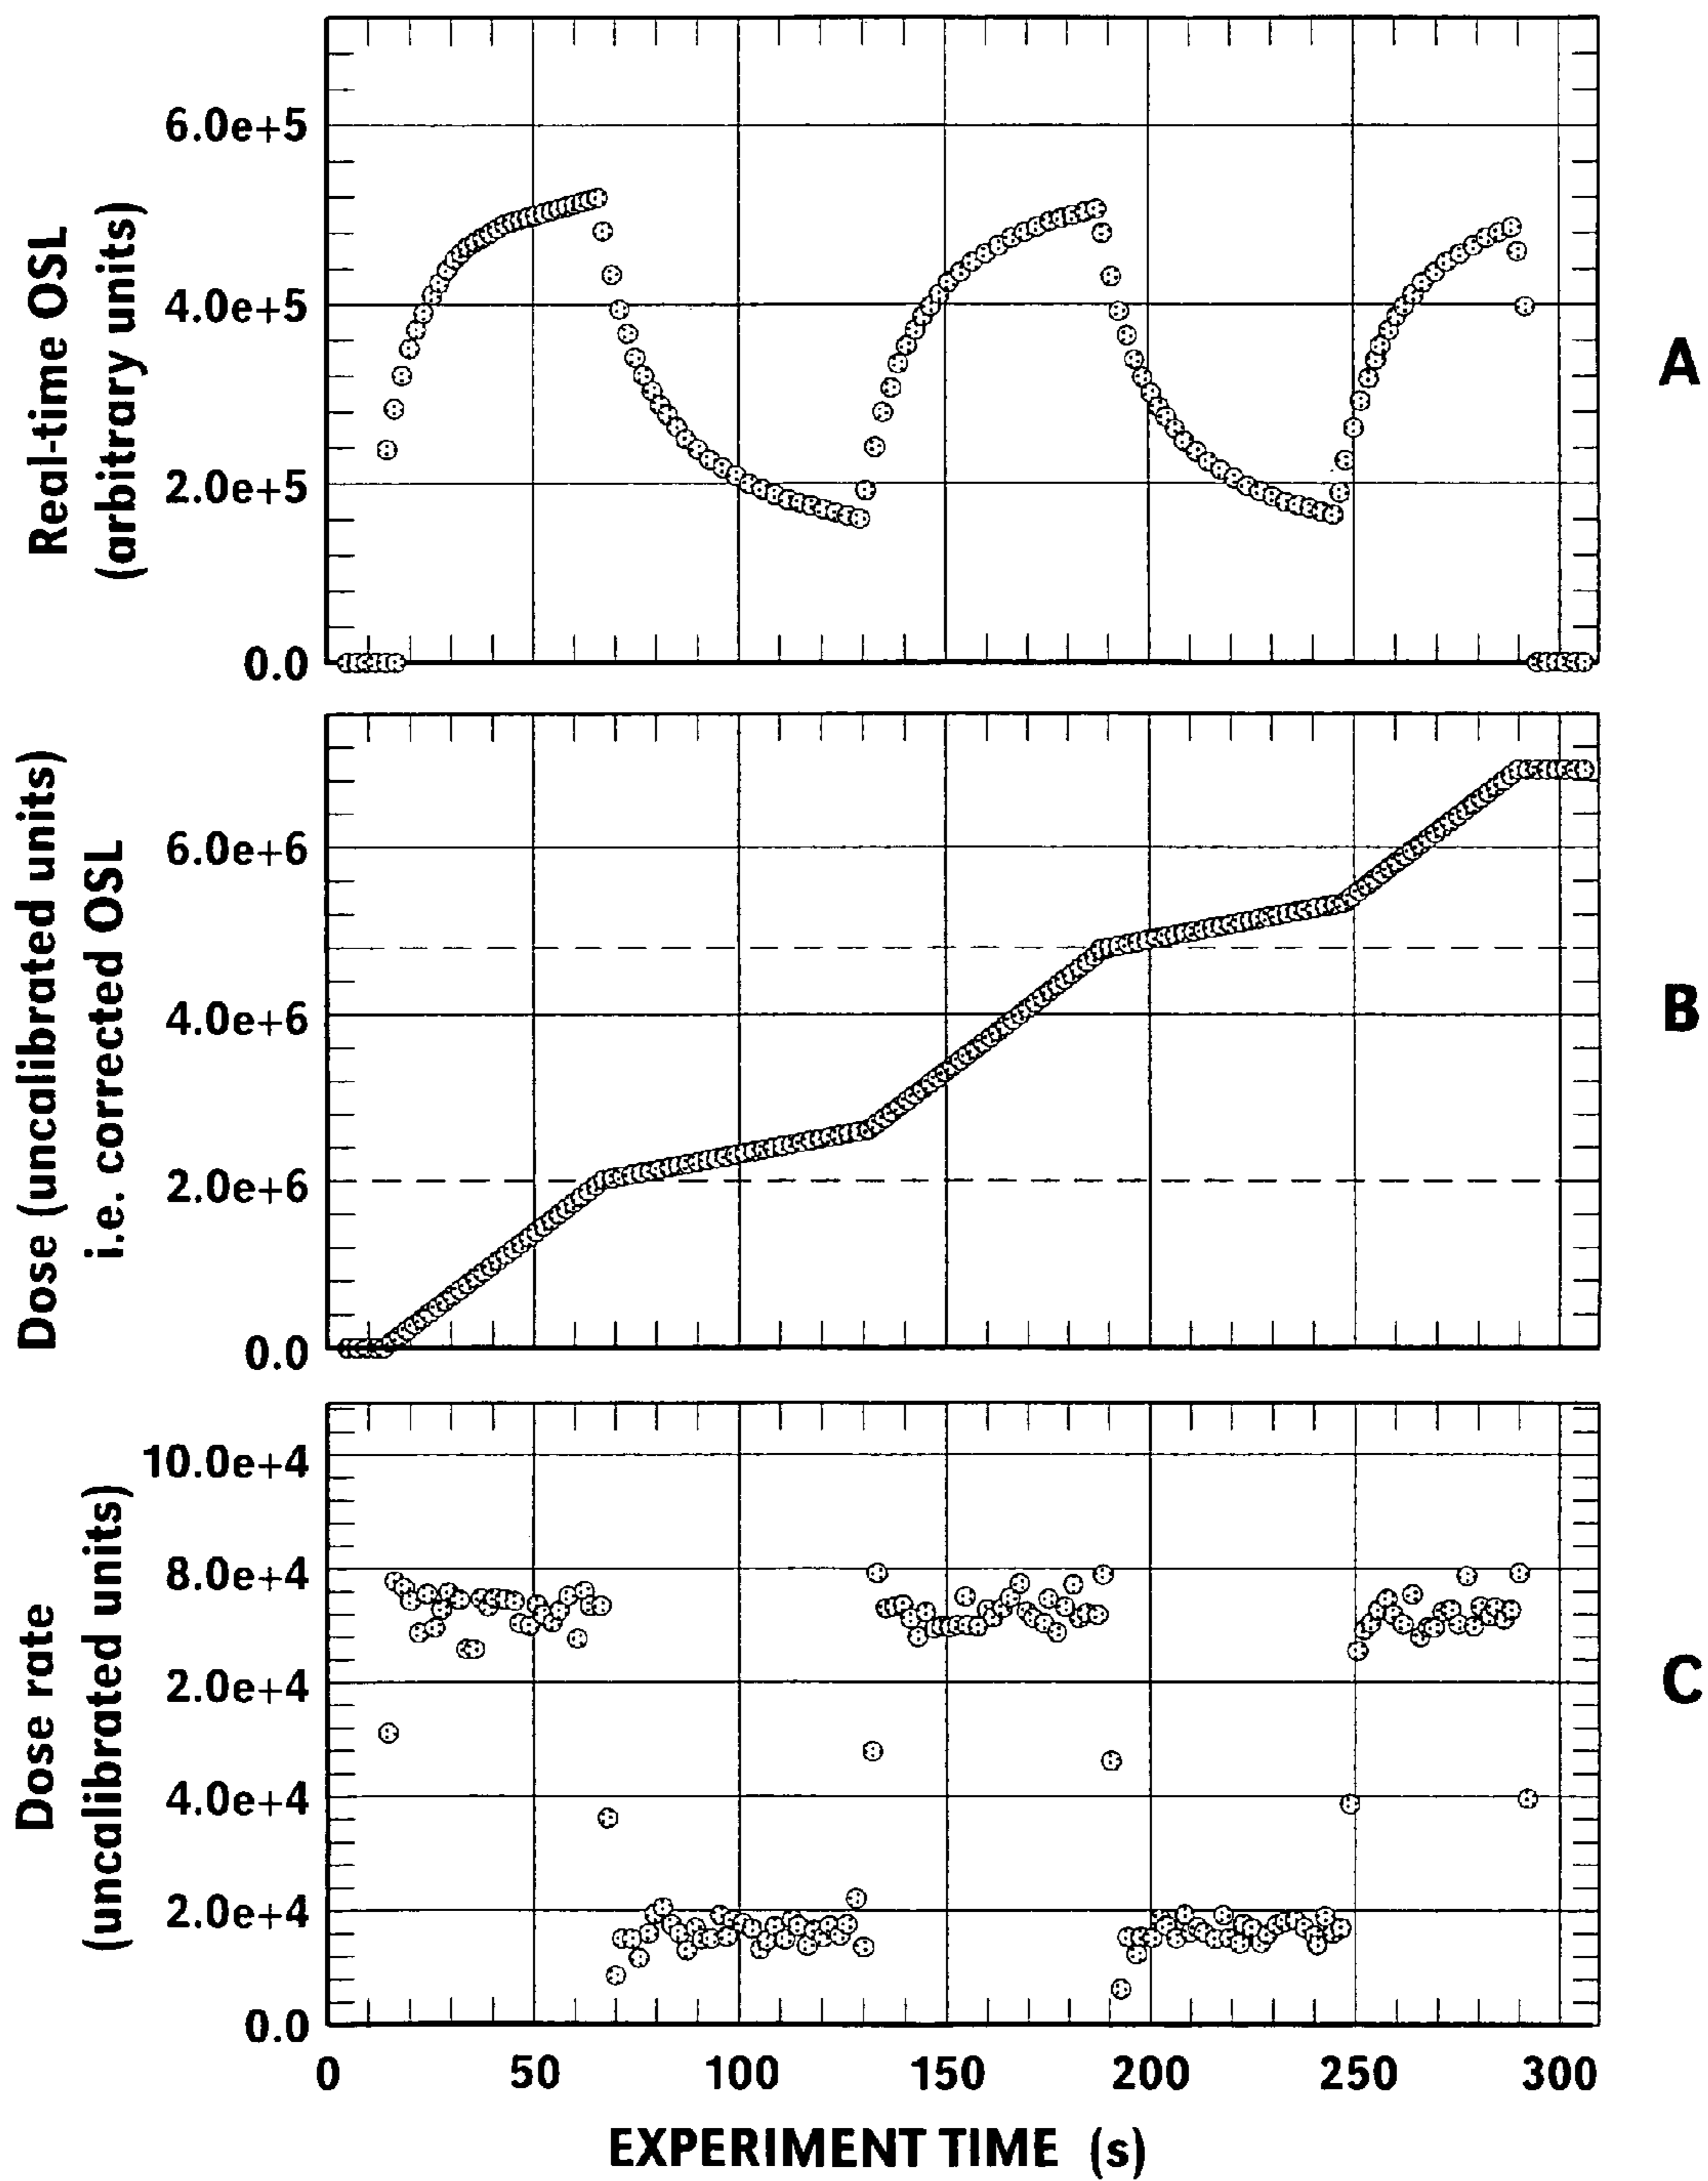 Real-time OSL
(arbitrary units)
6.0e+5
4.0e+5
2.0e+5
0.0
A
Dose (uncalibrated units)
i.e. corrected OSL
6.0e+6
4.0e+6
2.0e+6
0.0
B
Dose rate
(uncalibrated units)
10.0e+4
8.0e+4
2.0e+4
4.0e+4
2.0e+4
0.0
C
0 50 100 150 200 250 300
EXPERIMENT TIME (s)